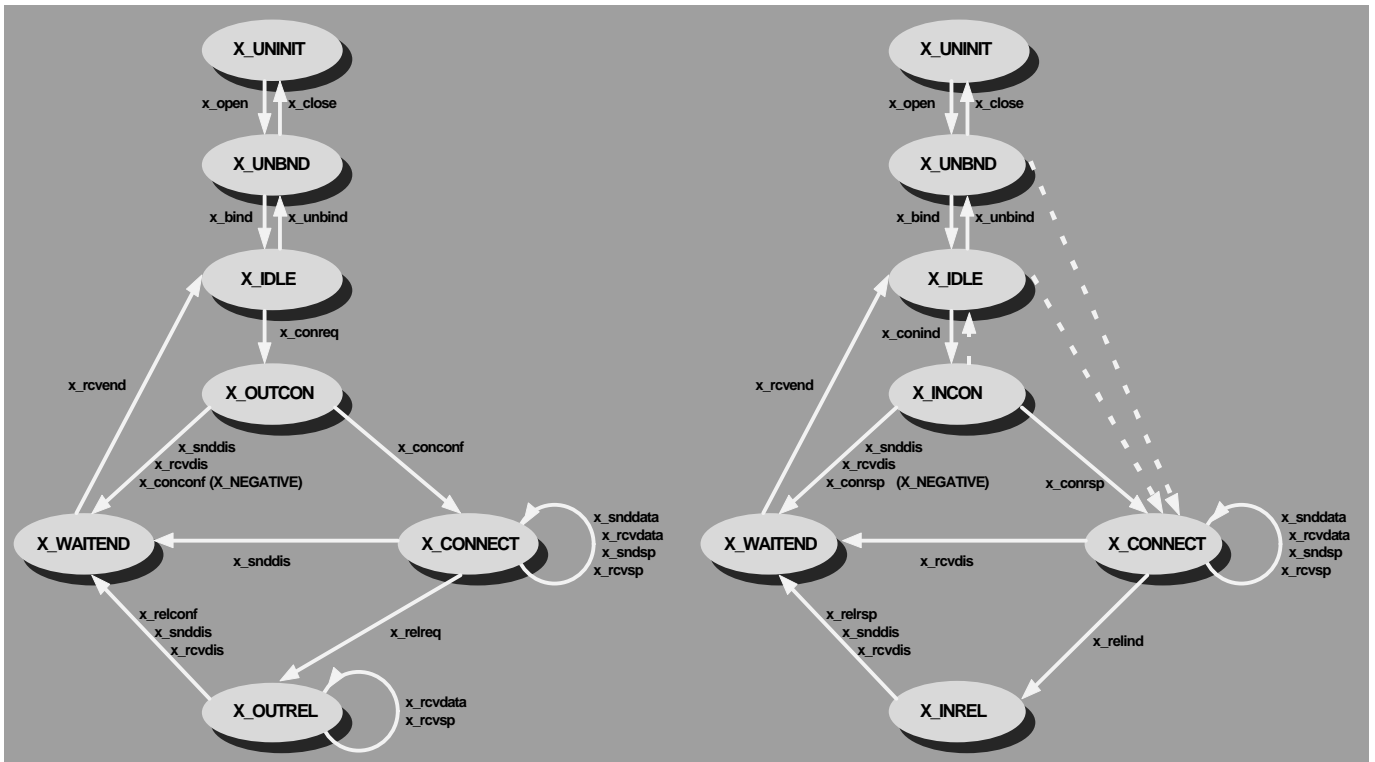 X_UNINIT
x_open
x_close
X_UNBND
x_bind
x_unbind
X_IDLE
x_conreq
x_rcvend
X_OUTCON
x_snddis
x_rcvdis
x_conconf (X_NEGATIVE)
x_conconf
X_WAITEND
x_snddis
X_CONNECT
x_snddata
x_rcvdata
x_sndsp
x_rcvsp
x_relconf
x_snddis
x_rcvdis
x_relreq
X_OUTREL
x_rcvdata
x_rcvsp
X_UNINIT
x_open
x_close
X_UNBND
x_bind
x_unbind
X_IDLE
x_conind
x_rcvend
X_INCON
x_snddis
x_rcvdis
x_conrsp (X_NEGATIVE)
x_conrsp
X_WAITEND
x_rcvdis
X_CONNECT
x_snddata
x_rcvdata
x_sndsp
x_rcvsp
x_relrsp
x_snddis
x_rcvdis
x_relind
X_INREL